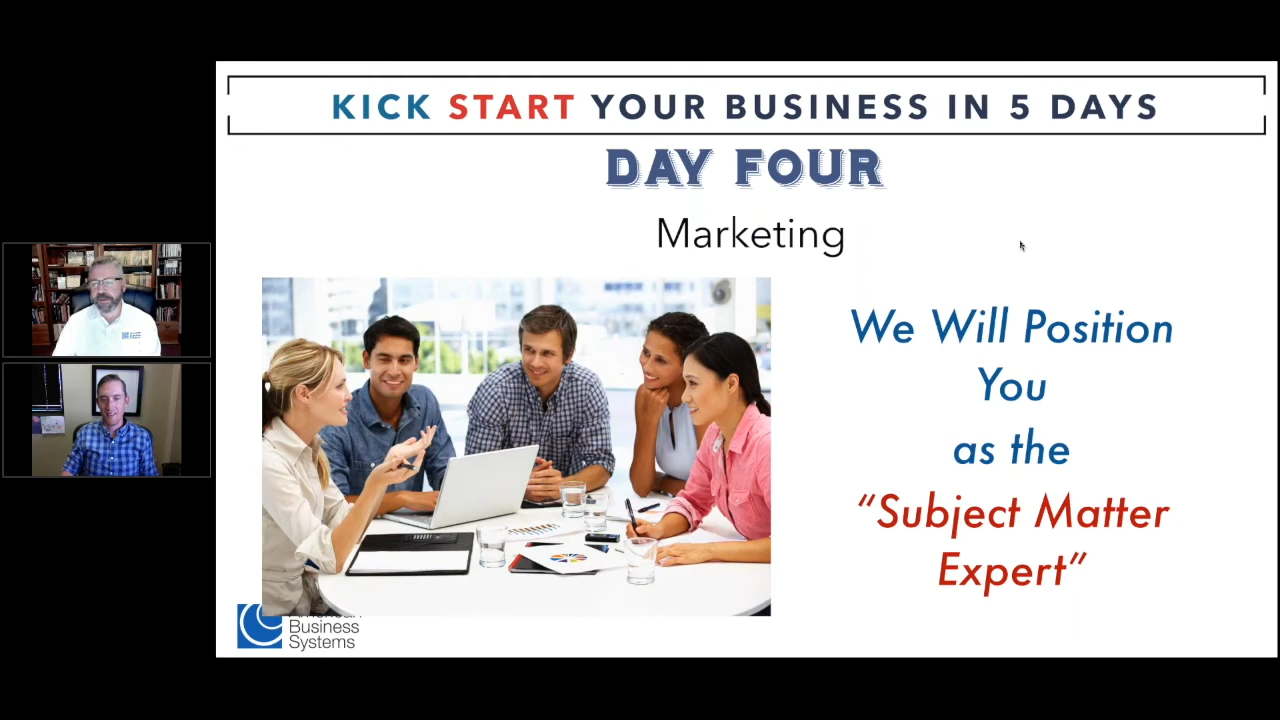 KICK START YOUR BUSINESS IN 5 DAYS
DAY FOUR
Marketing
We Will Position
You
as the
“Subject Matter
Expert”
American
Business
Systems